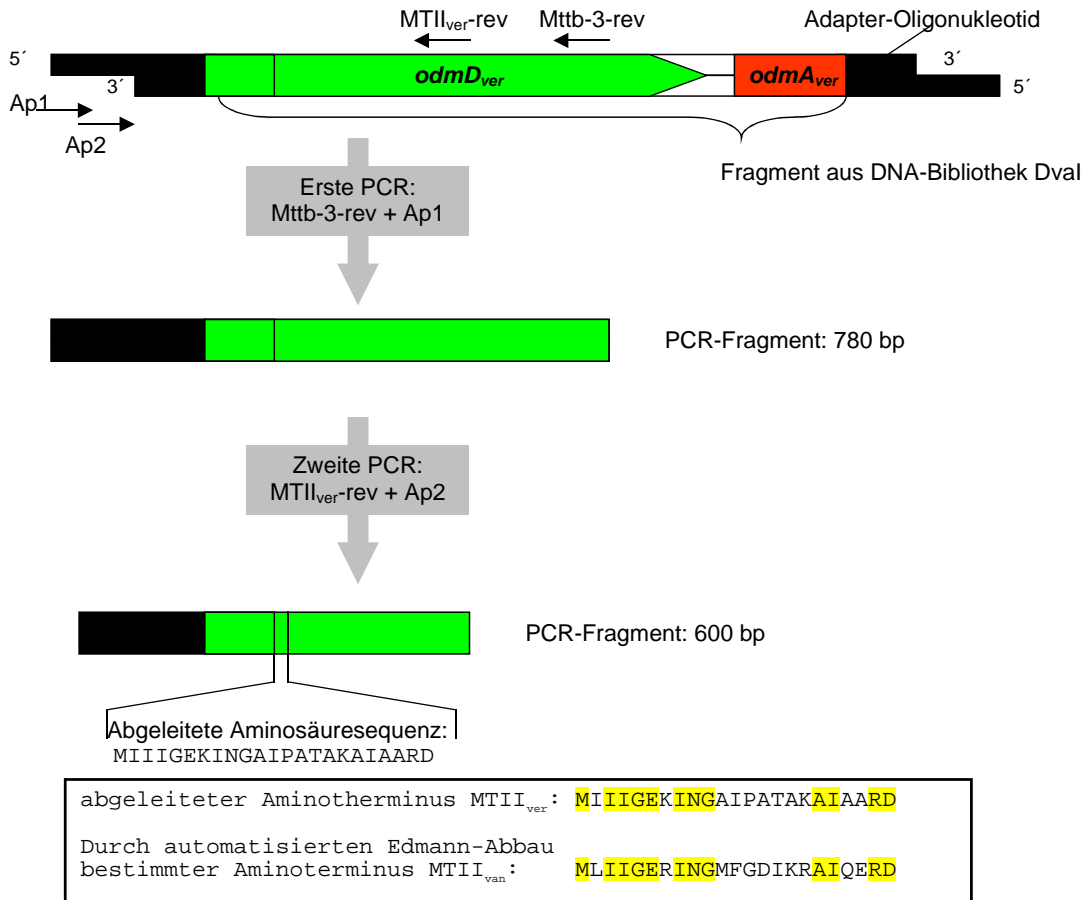 MTIIver-rev Mttb-3-rev Adapter-Oligonukleotid
5´ odmDver odmAver 3´
3´ 5´
Ap1
Ap2
Fragment aus DNA-Bibliothek DvaI
Erste PCR:
Mttb-3-rev + Ap1
PCR-Fragment: 780 bp
Zweite PCR:
MTIIver-rev + Ap2
PCR-Fragment: 600 bp
Abgeleitete Aminosäuresequenz:
MIIIGEKINGAIPATAKAIAARD
abgeleiteter Aminotherminus MTIIver: MIIIGEKINGAIPATAKAIAARD
Durch automatisierten Edmann-Abbau
bestimmter Aminoterminus MTIIvan: MLIIGERINGMFGDIKRAIQERD